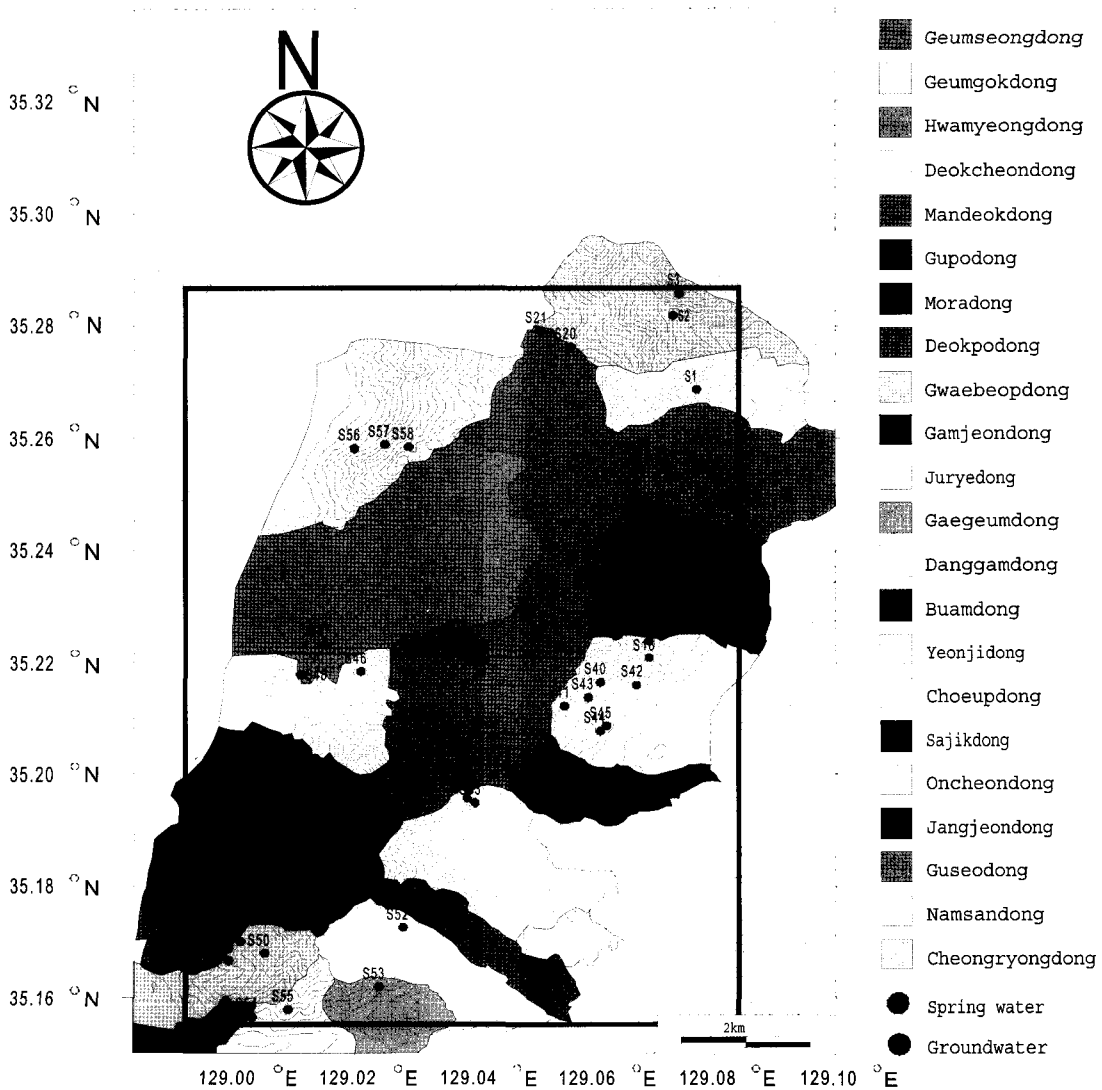 N
35.32 ° N
35.30 ° N
35.28 ° N
35.26 ° N
35.24 ° N
35.22 ° N
35.20 ° N
35.18 ° N
35.16 ° N
129.00 ° E
129.02 ° E
129.04 ° E
129.06 ° E
129.08 ° E
129.10 ° E
S2
S21
S20
S1
S56
S57
S58
S40
S42
S43
S45
S52
S50
S53
S55
2km
Geumseongdong
Geumgokdong
Hwamyeongdong
Deokcheondong
Mandeokdong
Gupodong
Moradong
Deokpodong
Gwaebeopdong
Gamjeondong
Juryedong
Gaegeumdong
Danggamdong
Buamdong
Yeonjidong
Choeupdong
Sajikdong
Oncheondong
Jangjeondong
Guseodong
Namsandong
Cheongryongdong
Spring water
Groundwater